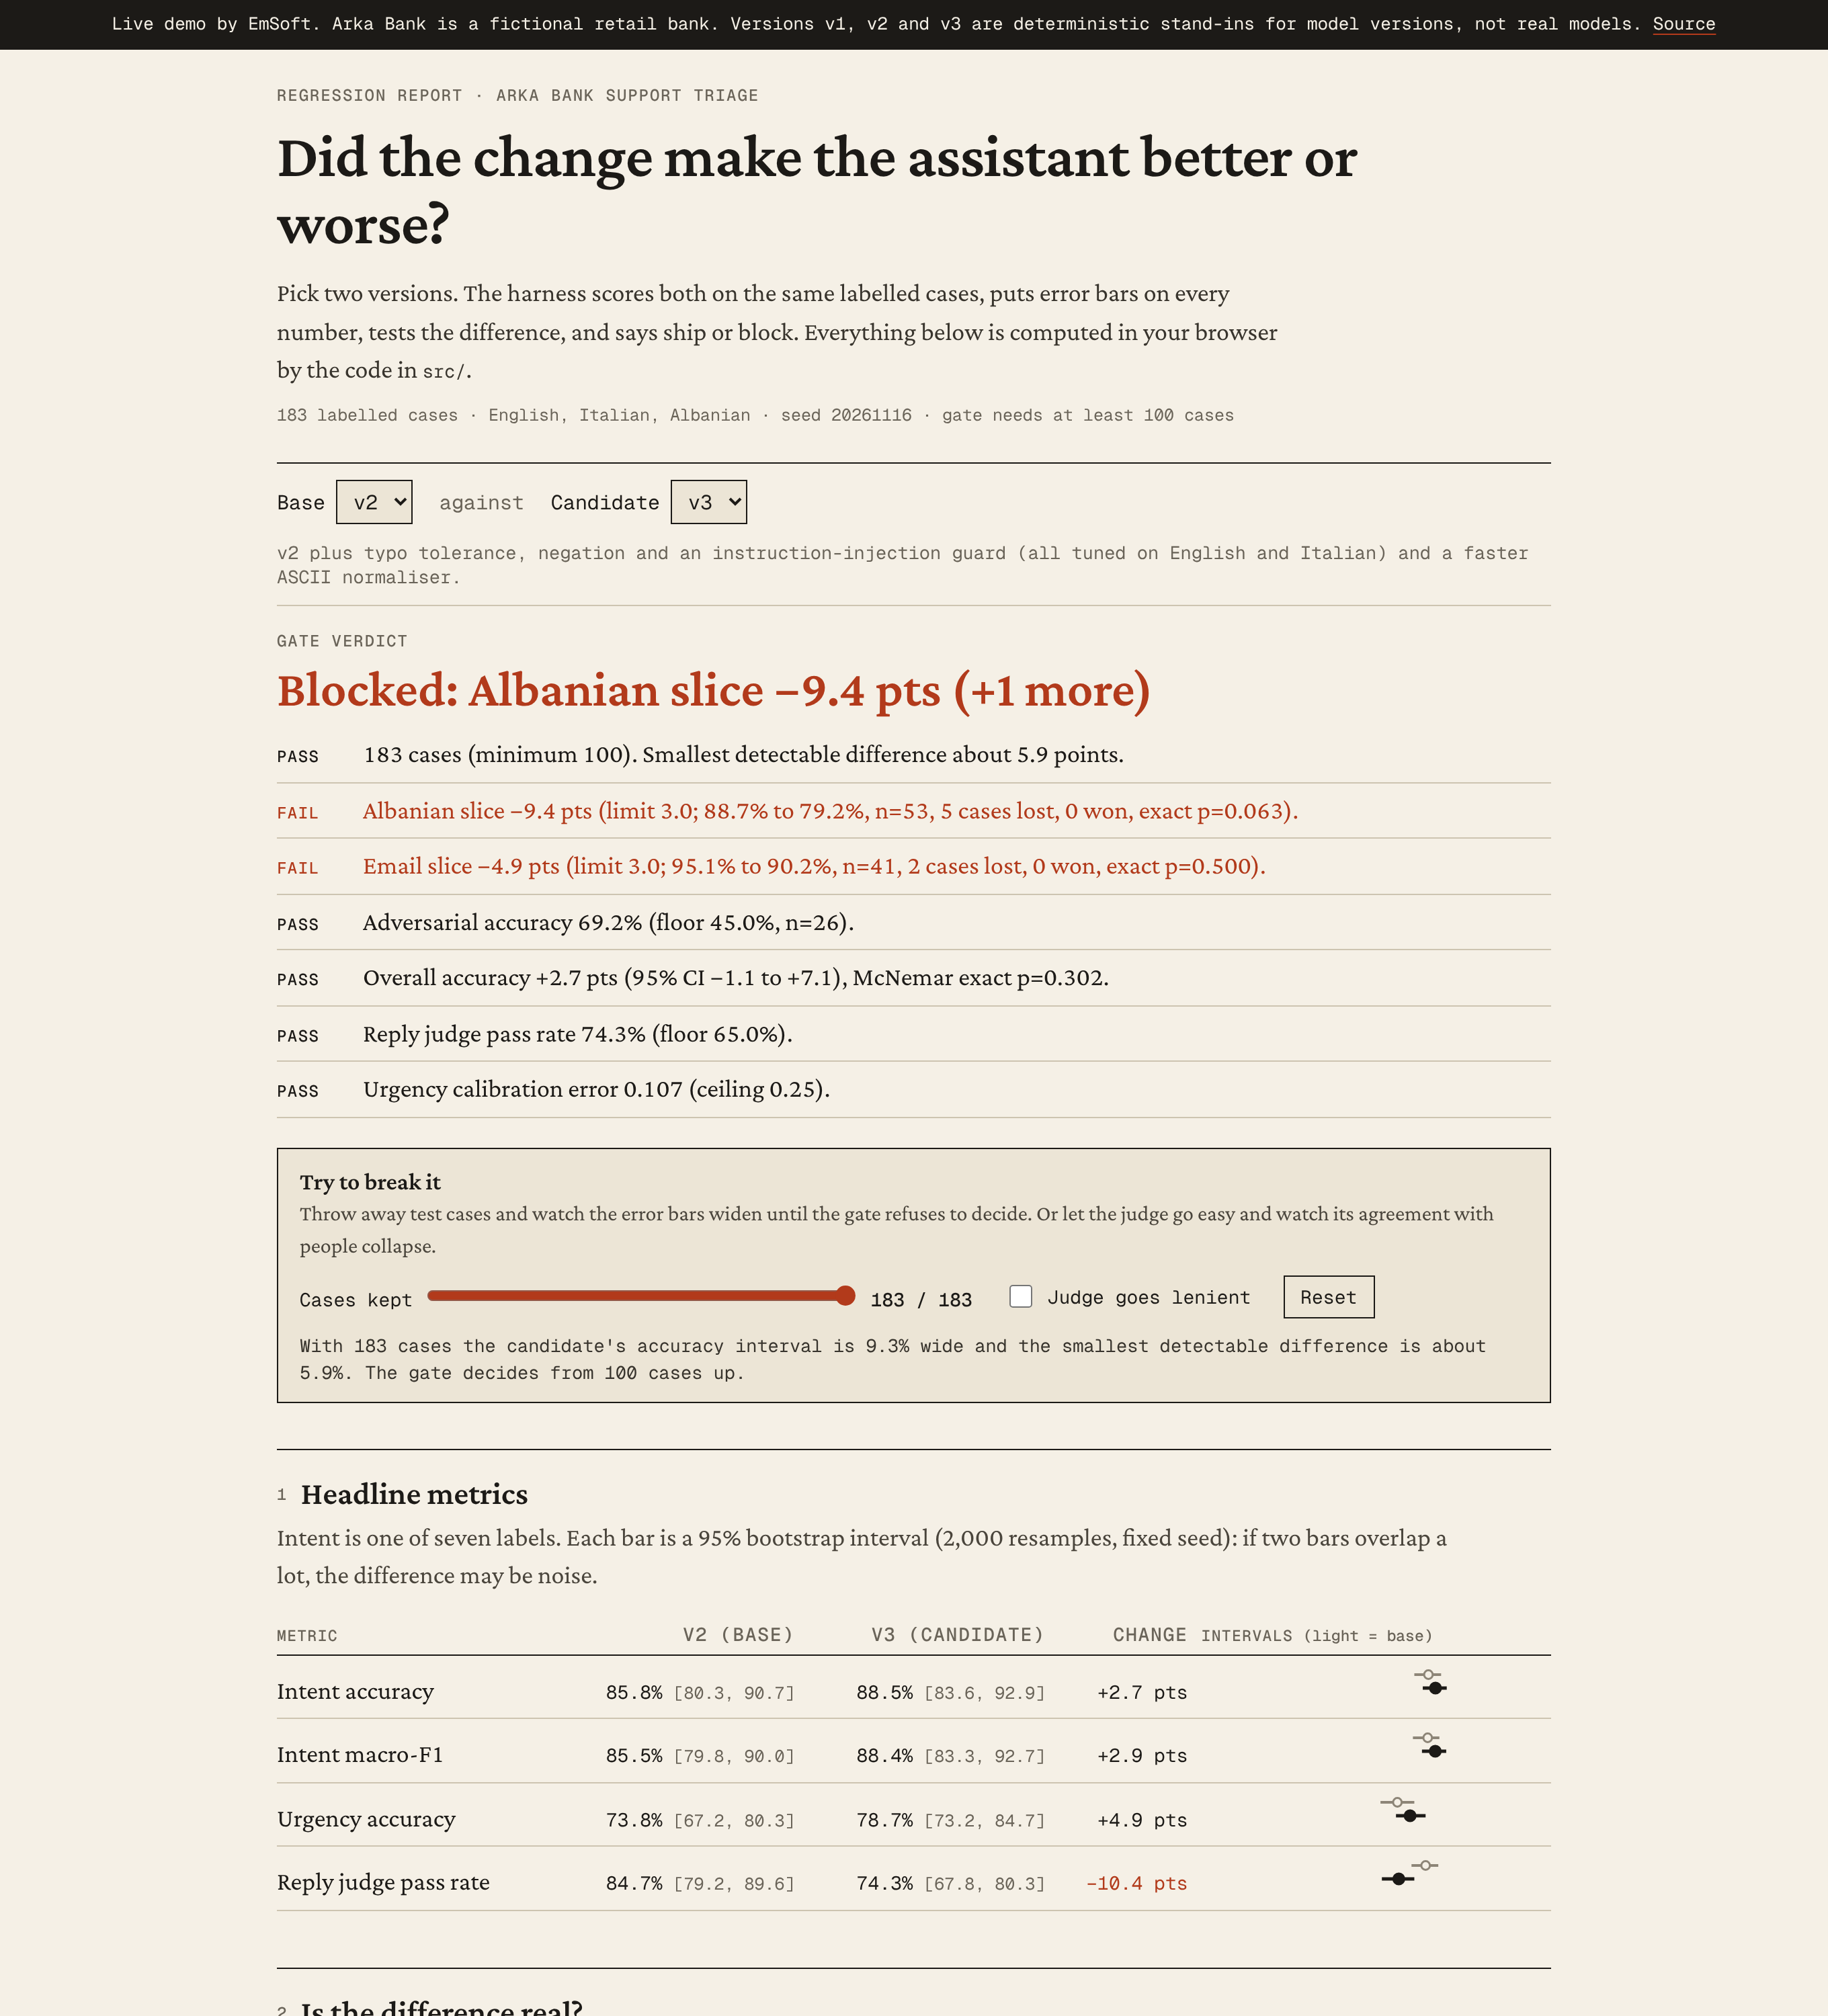 Live demo by EmSoft. Arka Bank is a fictional retail bank. Versions v1, v2 and v3 are deterministic stand-ins for model versions, not real models. Source
REGRESSION REPORT · ARKA BANK SUPPORT TRIAGE
Did the change make the assistant better or
worse?
Pick two versions. The harness scores both on the same labelled cases, puts error bars on every
number, tests the difference, and says ship or block. Everything below is computed in your browser
by the code in src/.
183 labelled cases · English, Italian, Albanian · seed 20261116 · gate needs at least 100 cases
Base v2 against Candidate v3
v2 plus typo tolerance, negation and an instruction-injection guard (all tuned on English and Italian) and a faster
ASCII normaliser.
GATE VERDICT
Blocked: Albanian slice −9.4 pts (+1 more)
PASS 183 cases (minimum 100). Smallest detectable difference about 5.9 points.
FAIL Albanian slice −9.4 pts (limit 3.0; 88.7% to 79.2%, n=53, 5 cases lost, 0 won, exact p=0.063).
FAIL Email slice −4.9 pts (limit 3.0; 95.1% to 90.2%, n=41, 2 cases lost, 0 won, exact p=0.500).
PASS Adversarial accuracy 69.2% (floor 45.0%, n=26).
PASS Overall accuracy +2.7 pts (95% CI −1.1 to +7.1), McNemar exact p=0.302.
PASS Reply judge pass rate 74.3% (floor 65.0%).
PASS Urgency calibration error 0.107 (ceiling 0.25).
Try to break it
Throw away test cases and watch the error bars widen until the gate refuses to decide. Or let the judge go easy and watch its agreement with
people collapse.
Cases kept 183 / 183 Judge goes lenient Reset
With 183 cases the candidate's accuracy interval is 9.3% wide and the smallest detectable difference is about
5.9%. The gate decides from 100 cases up.
1 Headline metrics
Intent is one of seven labels. Each bar is a 95% bootstrap interval (2,000 resamples, fixed seed): if two bars overlap a
lot, the difference may be noise.
METRIC V2 (BASE) V3 (CANDIDATE) CHANGE INTERVALS (light = base)
Intent accuracy 85.8% [80.3, 90.7] 88.5% [83.6, 92.9] +2.7 pts
Intent macro-F1 85.5% [79.8, 90.0] 88.4% [83.3, 92.7] +2.9 pts
Urgency accuracy 73.8% [67.2, 80.3] 78.7% [73.2, 84.7] +4.9 pts
Reply judge pass rate 84.7% [79.2, 89.6] 74.3% [67.8, 80.3] −10.4 pts
2 Is the difference real?